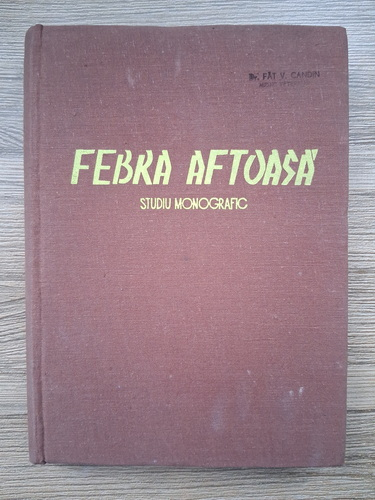 Dr. FĂT V. CANDIN
FEBRA AFTOASĂ
STUDIU MONOGRAFIC